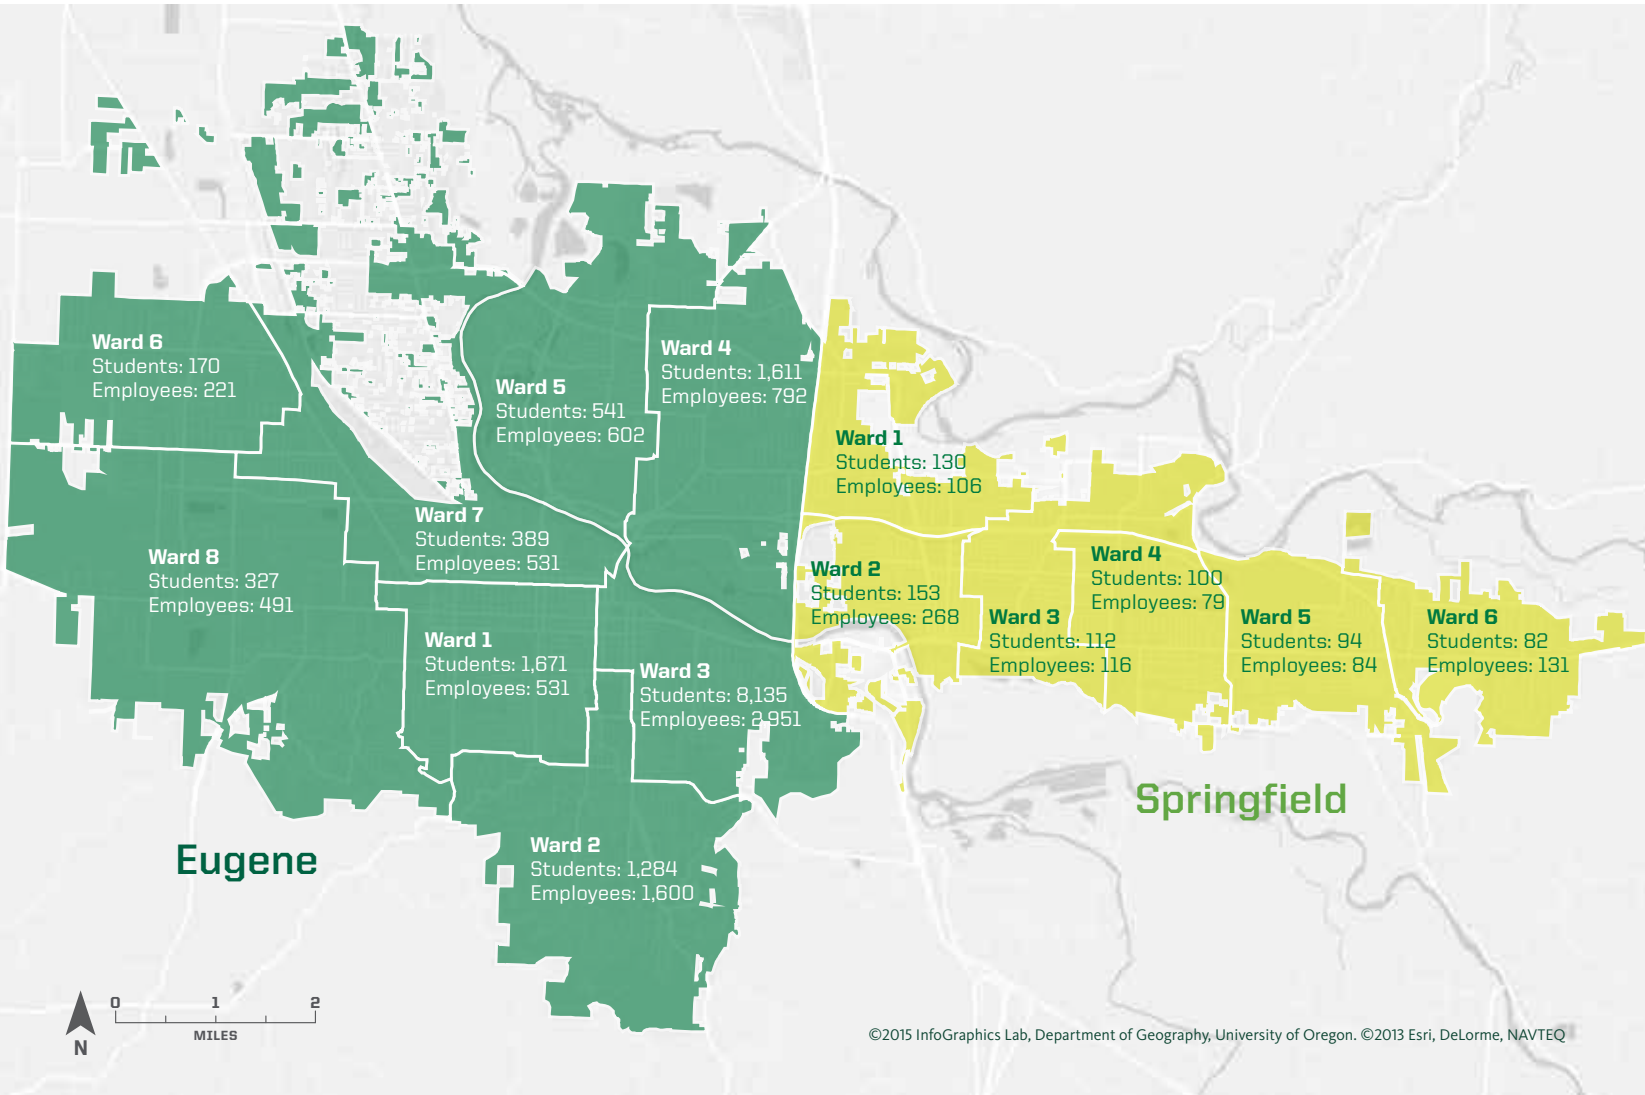 Ward 6
Students: 170
Employees: 221
Ward 5
Students: 541
Employees: 602
Ward 4
Students: 1,611
Employees: 792
Ward 7
Students: 389
Employees: 531
Ward 8
Students: 327
Employees: 491
Ward 1
Students: 1,671
Employees: 531
Ward 3
Students: 8,135
Employees: 2,951
Ward 2
Students: 1,284
Employees: 1,600
Eugene
Ward 1
Students: 130
Employees: 106
Ward 2
Students: 153
Employees: 268
Ward 3
Students: 112
Employees: 116
Ward 4
Students: 100
Employees: 79
Ward 5
Students: 94
Employees: 84
Ward 6
Students: 82
Employees: 131
Springfield
0 1 2
MILES
N
©2015 InfoGraphics Lab, Department of Geography, University of Oregon. ©2013 Esri, DeLorme, NAVTEQ